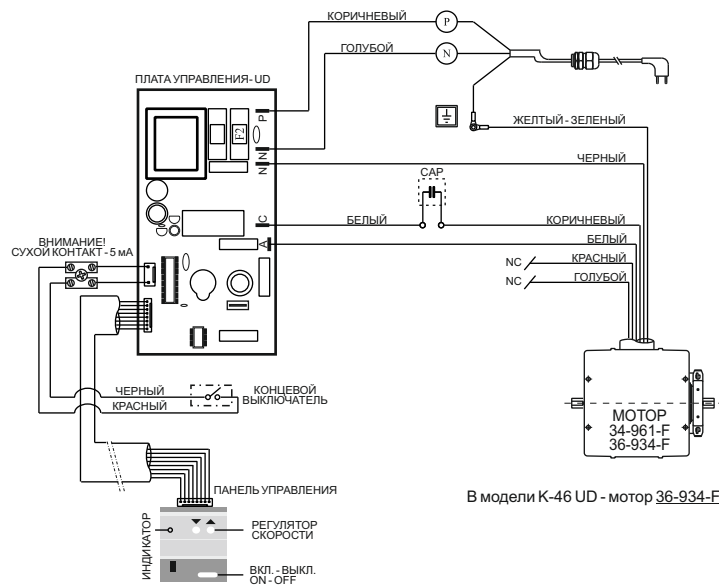 КОРИЧНЕВЫЙ
P
ГОЛУБОЙ
N
ПЛАТА УПРАВЛЕНИЯ-UD
P
F2
ЖЕЛТЫЙ - ЗЕЛЕНЫЙ
N
N
ЧЕРНЫЙ
CAP
C
БЕЛЫЙ
КОРИЧНЕВЫЙ
A
БЕЛЫЙ
ВНИМАНИЕ!
СУХОЙ КОНТАКТ - 5 мА
NC
КРАСНЫЙ
NC
ГОЛУБОЙ
ЧЕРНЫЙ
КРАСНЫЙ
КОНЦЕВОЙ
ВЫКЛЮЧАТЕЛЬ
МОТОР
34-961-F
36-934-F
ПАНЕЛЬ УПРАВЛЕНИЯ
В модели K-46 UD - мотор 36-934-F
ИНДИКАТОР
РЕГУЛЯТОР
СКОРОСТИ
ВКЛ. - ВЫКЛ.
ON - OFF